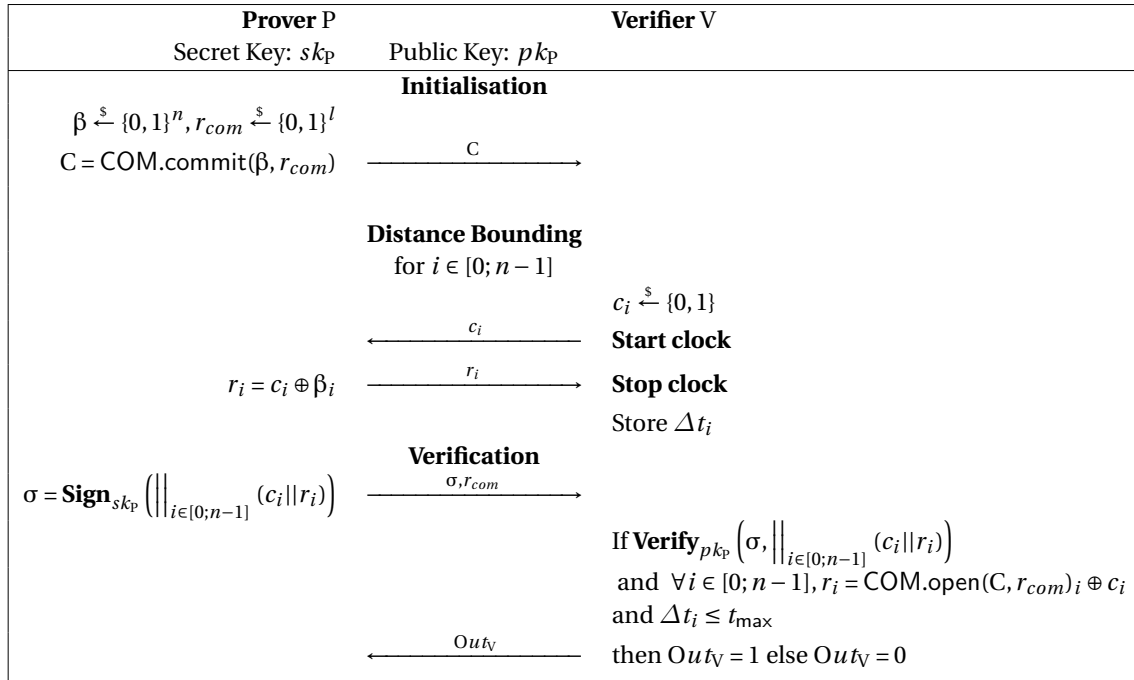 Prover P Verifier V
Secret Key: sk_P Public Key: pk_P
Initialisation
β ←$ {0, 1}^n, r_com ←$ {0, 1}^l
C = COM.commit(β, r_com) C
Distance Bounding
for i ∈ [0; n − 1]
c_i ←$ {0, 1}
c_i Start clock
r_i = c_i ⊕ β_i r_i Stop clock
Store Δt_i
Verification
σ = Sign_{sk_P} (||_{i∈[0;n−1]} (c_i||r_i)) σ, r_com
If Verify_{pk_P} (σ, ||_{i∈[0;n−1]} (c_i||r_i))
and ∀i ∈ [0; n − 1], r_i = COM.open(C, r_com)_i ⊕ c_i
and Δt_i ≤ t_max
Out_V then Out_V = 1 else Out_V = 0